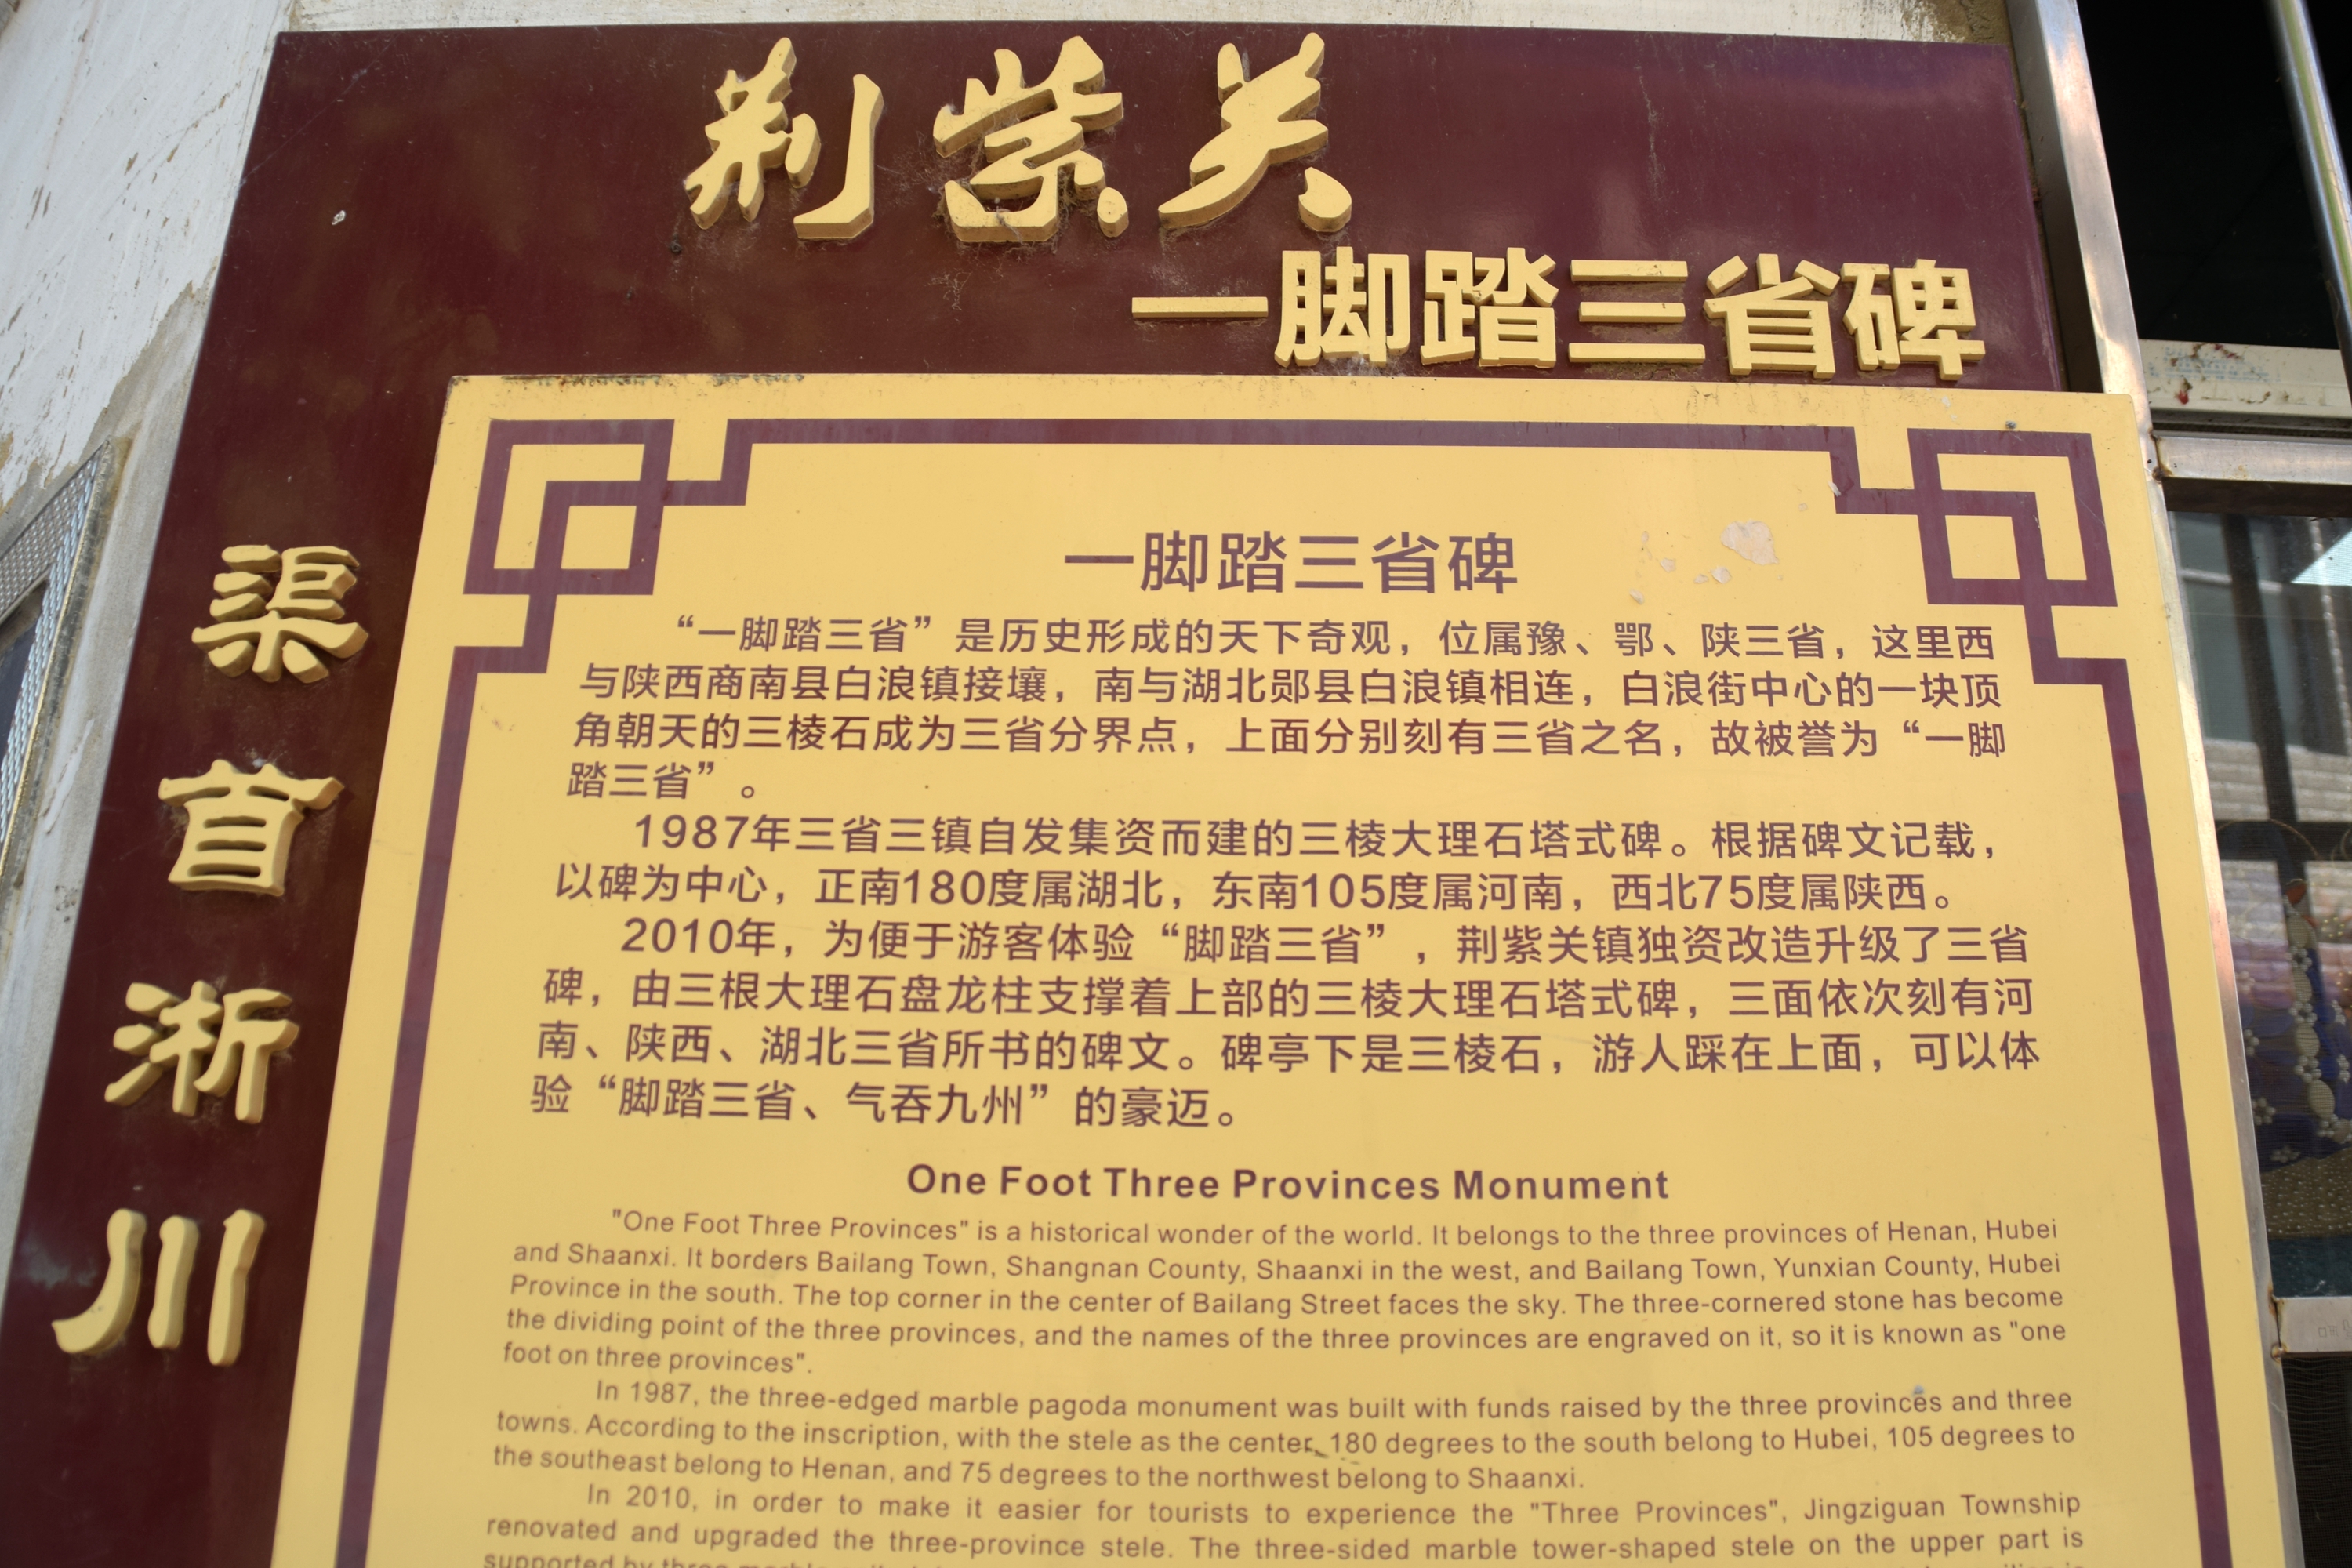 荆紫关
一脚踏三省碑
渠首淅川
一脚踏三省碑
“一脚踏三省”是历史形成的天下奇观，位属豫、鄂、陕三省，这里西
与陕西商南县白浪镇接壤，南与湖北郧县白浪镇相连，白浪街中心的一块顶
角朝天的三棱石成为三省分界点，上面分别刻有三省之名，故被誉为“一脚
踏三省”。
1987年三省三镇自发集资而建的三棱大理石塔式碑。根据碑文记载，
以碑为中心，正南180度属湖北，东南105度属河南，西北75度属陕西。
2010年，为便于游客体验“脚踏三省”，荆紫关镇独资改造升级了三省
碑，由三根大理石盘龙柱支撑着上部的三棱大理石塔式碑，三面依次刻有河
南、陕西、湖北三省所书的碑文。碑亭下是三棱石，游人踩在上面，可以体
验“脚踏三省、气吞九州”的豪迈。
One Foot Three Provinces Monument
"One Foot Three Provinces" is a historical wonder of the world. It belongs to the three provinces of Henan, Hubei
and Shaanxi. It borders Bailang Town, Shangnan County, Shaanxi in the west, and Bailang Town, Yunxian County, Hubei
Province in the south. The top corner in the center of Bailang Street faces the sky. The three-cornered stone has become
the dividing point of the three provinces, and the names of the three provinces are engraved on it, so it is known as "one
foot on three provinces".
In 1987, the three-edged marble pagoda monument was built with funds raised by the three provinces and three
towns. According to the inscription, with the stele as the center, 180 degrees to the south belong to Hubei, 105 degrees to
the southeast belong to Henan, and 75 degrees to the northwest belong to Shaanxi.
In 2010, in order to make it easier for tourists to experience the "Three Provinces", Jingziguan Township
renovated and upgraded the three-province stele. The three-sided marble tower-shaped stele on the upper part is
supported by three marble